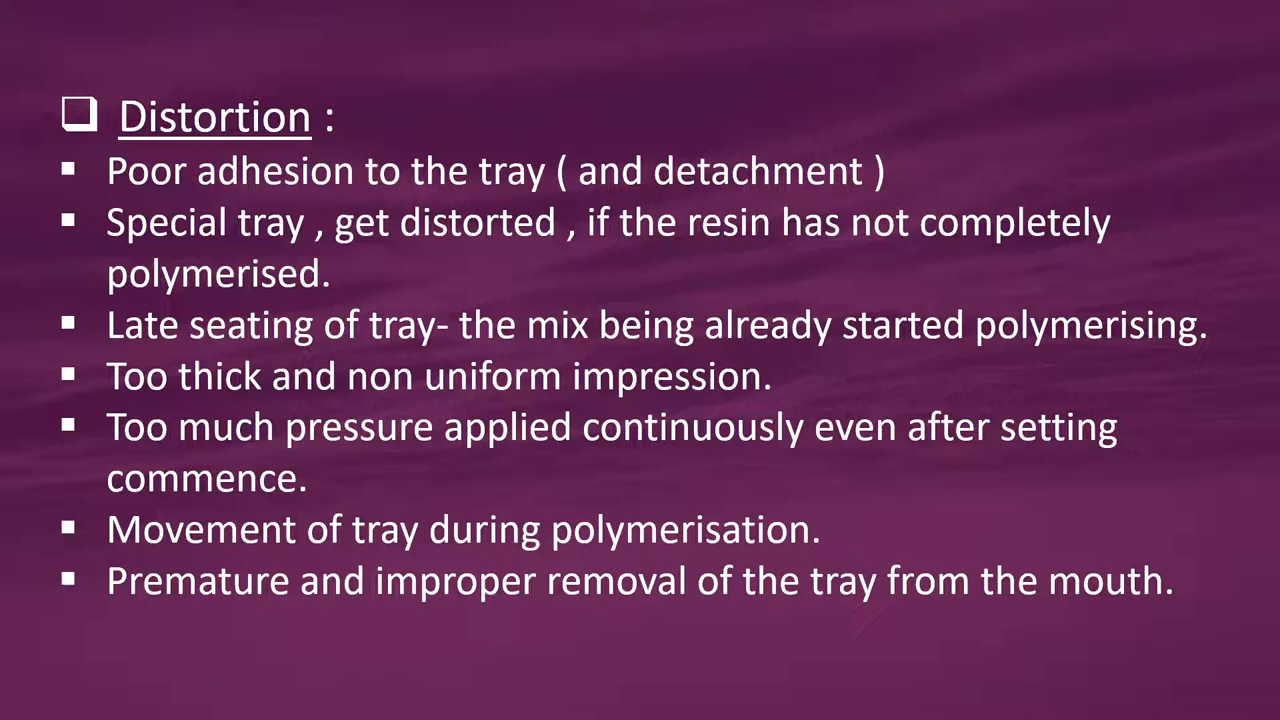 ❑ Distortion :
▪ Poor adhesion to the tray ( and detachment )
▪ Special tray , get distorted , if the resin has not completely
polymerised.
▪ Late seating of tray- the mix being already started polymerising.
▪ Too thick and non uniform impression.
▪ Too much pressure applied continuously even after setting
commence.
▪ Movement of tray during polymerisation.
▪ Premature and improper removal of the tray from the mouth.